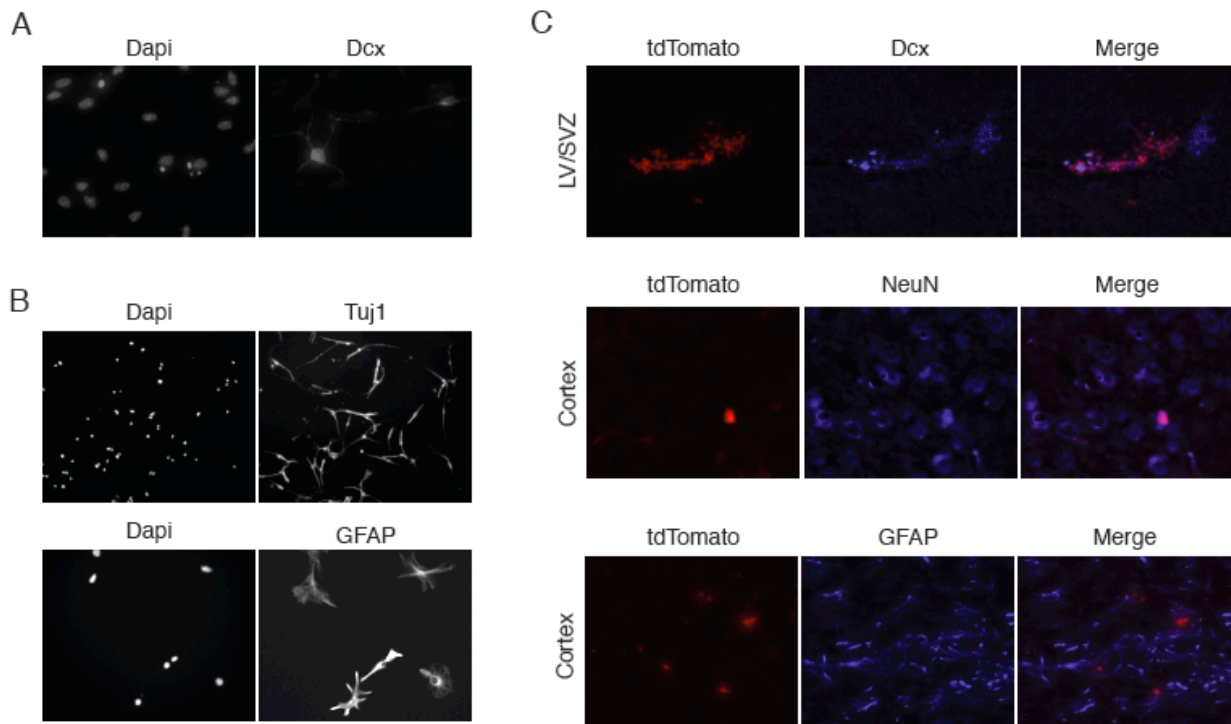 A
Dapi Dcx
B
Dapi Tuj1
Dapi GFAP
C
tdTomato Dcx Merge
LV/SVZ
tdTomato NeuN Merge
Cortex
tdTomato GFAP Merge
Cortex